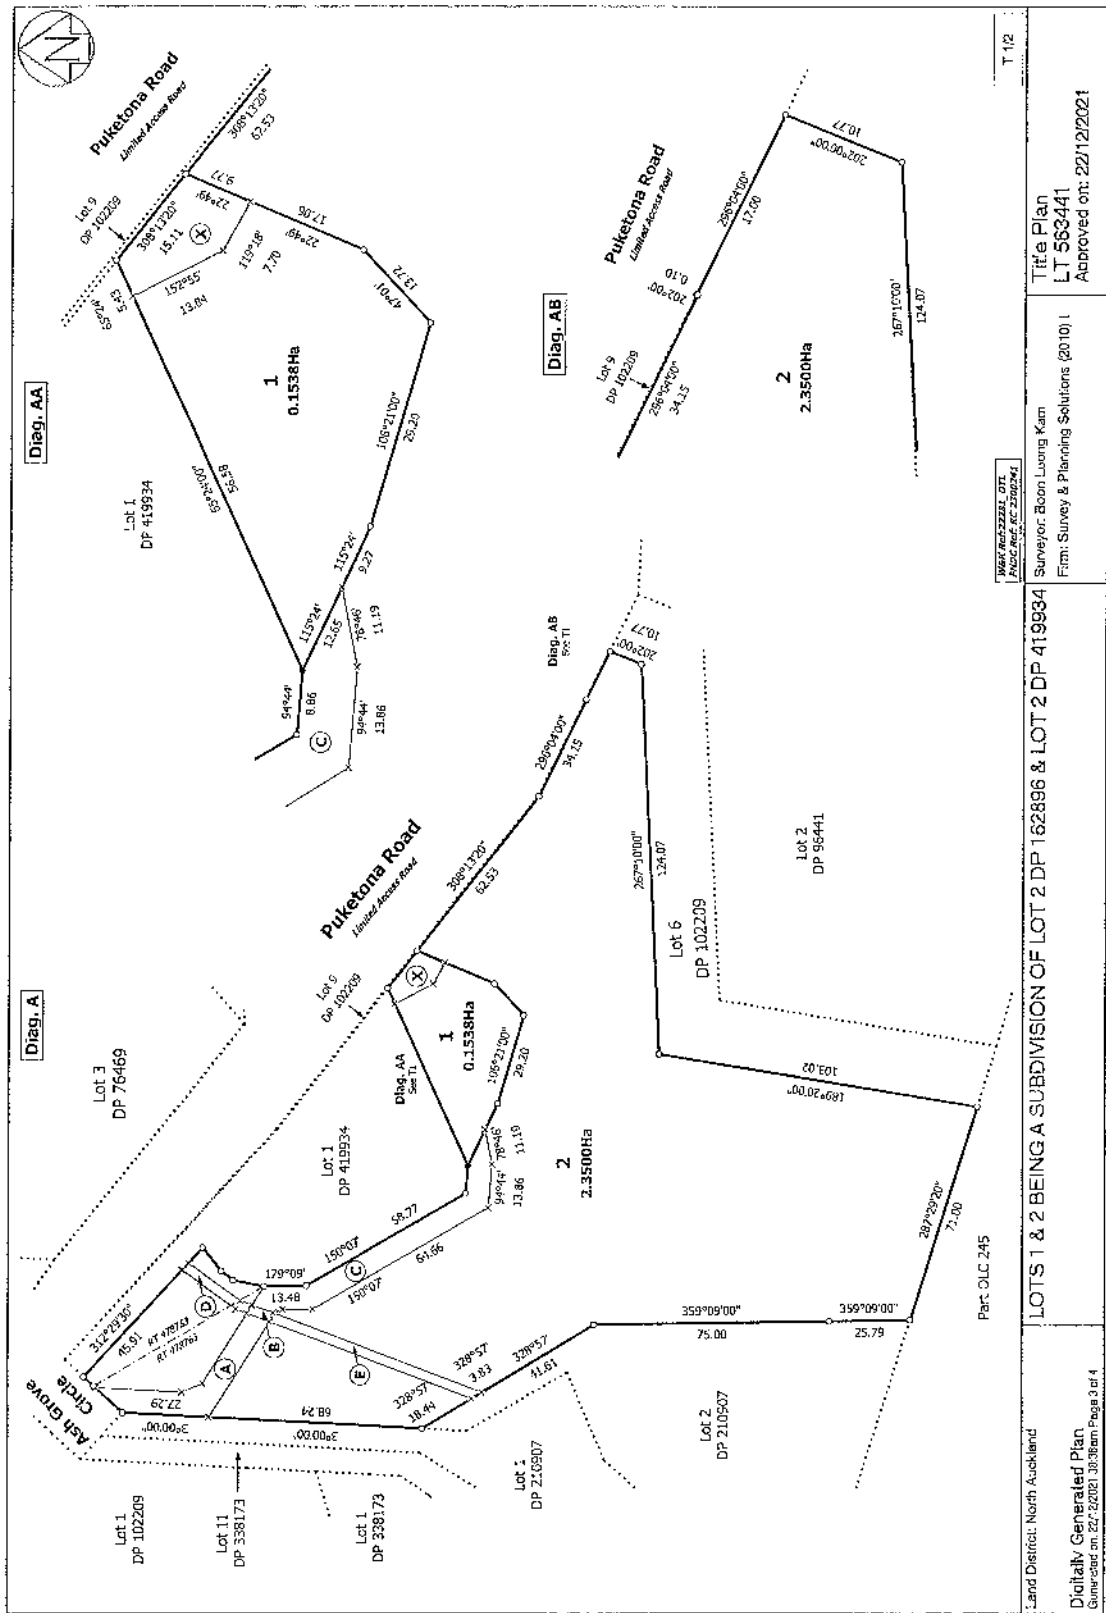 Diag. A
Lot 3
DP 76469
Lot 1
DP 419934
Lot 9
DP 102209
Puketona Road
Limited Access Road
Ash Grove
Circle
312°29'30"
45.91
RT 478763
RT 478763
D
A
B
C
E
27.29
3°00'00"
3°00'00"
68.24
179°09'
13.48
150°07'
58.77
150°07'
64.66
94°44'
13.86
78°46'
11.19
Diag. AA
See T1
1
0.1538Ha
106°21'00"
29.20
X
308°13'20"
62.53
296°04'00"
34.15
Diag. AB
See T1
202°00'
10.77
267°10'00"
124.07
2
2.3500Ha
Lot 6
DP 102209
Lot 2
DP 96441
189°20'00"
103.02
287°29'20"
71.00
Part OLC 245
75.00
25.79
328°57'
18.44
328°57'
3.83
328°57'
41.61
Lot 1
DP 102209
Lot 11
DP 338173
Lot 1
DP 338173
Lot 1
DP 210907
Lot 2
DP 210907
Diag. AA
Lot 1
DP 419934
Lot 9
DP 102209
Puketona Road
Limited Access Road
308°13'20"
62.53
308°13'20"
15.11
X
22°49'
9.77
65°24'
5.43
152°55'
13.04
119°18'
7.70
22°49'
17.06
47°01'
13.72
1
0.1538Ha
65°24'00"
56.58
106°21'00"
29.20
115°24'
9.27
115°24'
12.65
78°46'
11.19
94°44'
8.86
94°44'
13.86
C
Diag. AB
Puketona Road
Limited Access Road
Lot 9
DP 102209
296°04'00"
34.15
202°00'
0.10
296°04'00"
17.00
202°00'00"
10.77
2
2.3500Ha
267°10'00"
124.07
T 1/2
Land District: North Auckland
Digitally Generated Plan
LOTS 1 & 2 BEING A SUBDIVISION OF LOT 2 DP 162896 & LOT 2 DP 419934
Surveyor: Boon Luong Kam
Firm: Survey & Planning Solutions (2010) L
Title Plan
LT 563441
Approved on: 22/12/2021